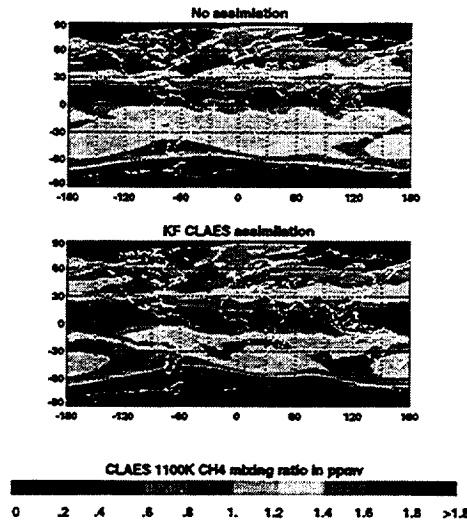 No assimilation
90
60
30
0
-30
-60
-90
-180 -120 -60 0 60 120 180
KF CLAES assimilation
90
60
30
0
-30
-60
-90
-180 -120 -60 0 60 120 180
CLAES 1100K CH4 mixing ratio in ppmv
0 .2 .4 .6 .8 1. 1.2 1.4 1.6 1.8 >1.8